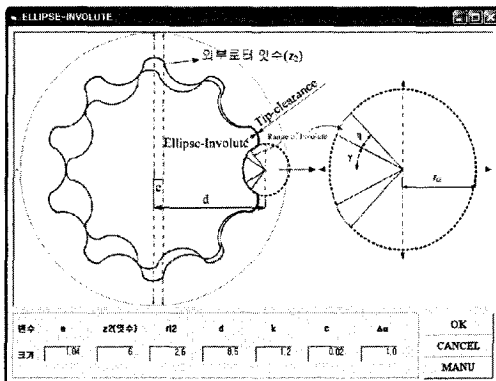 ELLIPSE-INVOLUTE
외부로터 잇수(z₂)
Tip-clearance
Ellipse-Involute
Range of Involute
η
γ
e
d
변수 e z2(잇수) rl2 d k c Δα
크기 1,04 6 2,6 8,5 1,2 0,02 1,0
OK
CANCEL
MANU